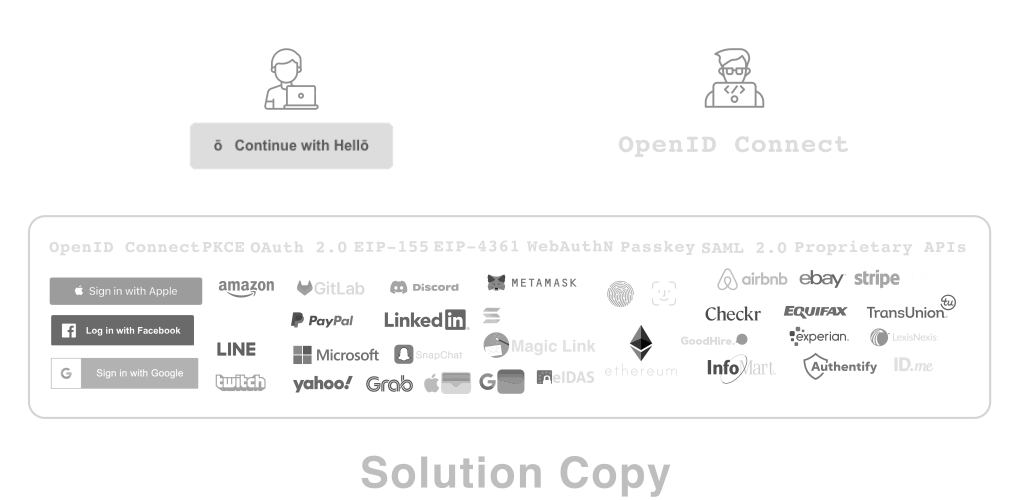 ō Continue with Hellō
OpenID Connect
OpenID Connect PKCE OAuth 2.0 EIP-155 EIP-4361 WebAuthN Passkey SAML 2.0 Proprietary APIs
Sign in with Apple
amazon
GitLab
Discord
METAMASK
airbnb
ebay
stripe
Log in with Facebook
PayPal
LinkedIn
Checkr
EQUIFAX
TransUnion
tu
LINE
Microsoft
SnapChat
Magic Link
ethereum
GoodHire.
experian.
LexisNexis
G Sign in with Google
twitch
yahoo!
Grab
G
eIDAS
InfoMart.
Authentify
ID.me
Solution Copy